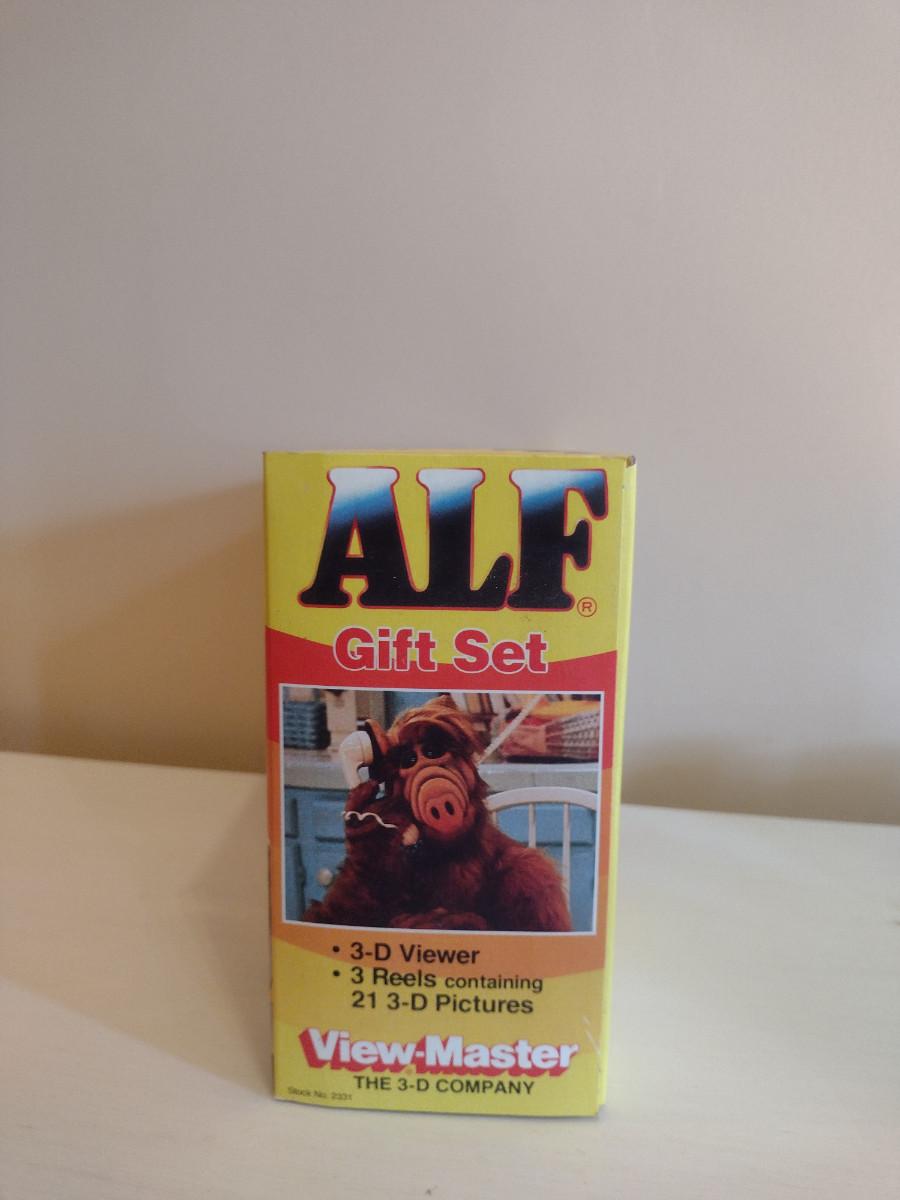 ALF®
Gift Set
• 3-D Viewer
• 3 Reels containing
21 3-D Pictures
View-Master
THE 3-D COMPANY
Stock No. 2331